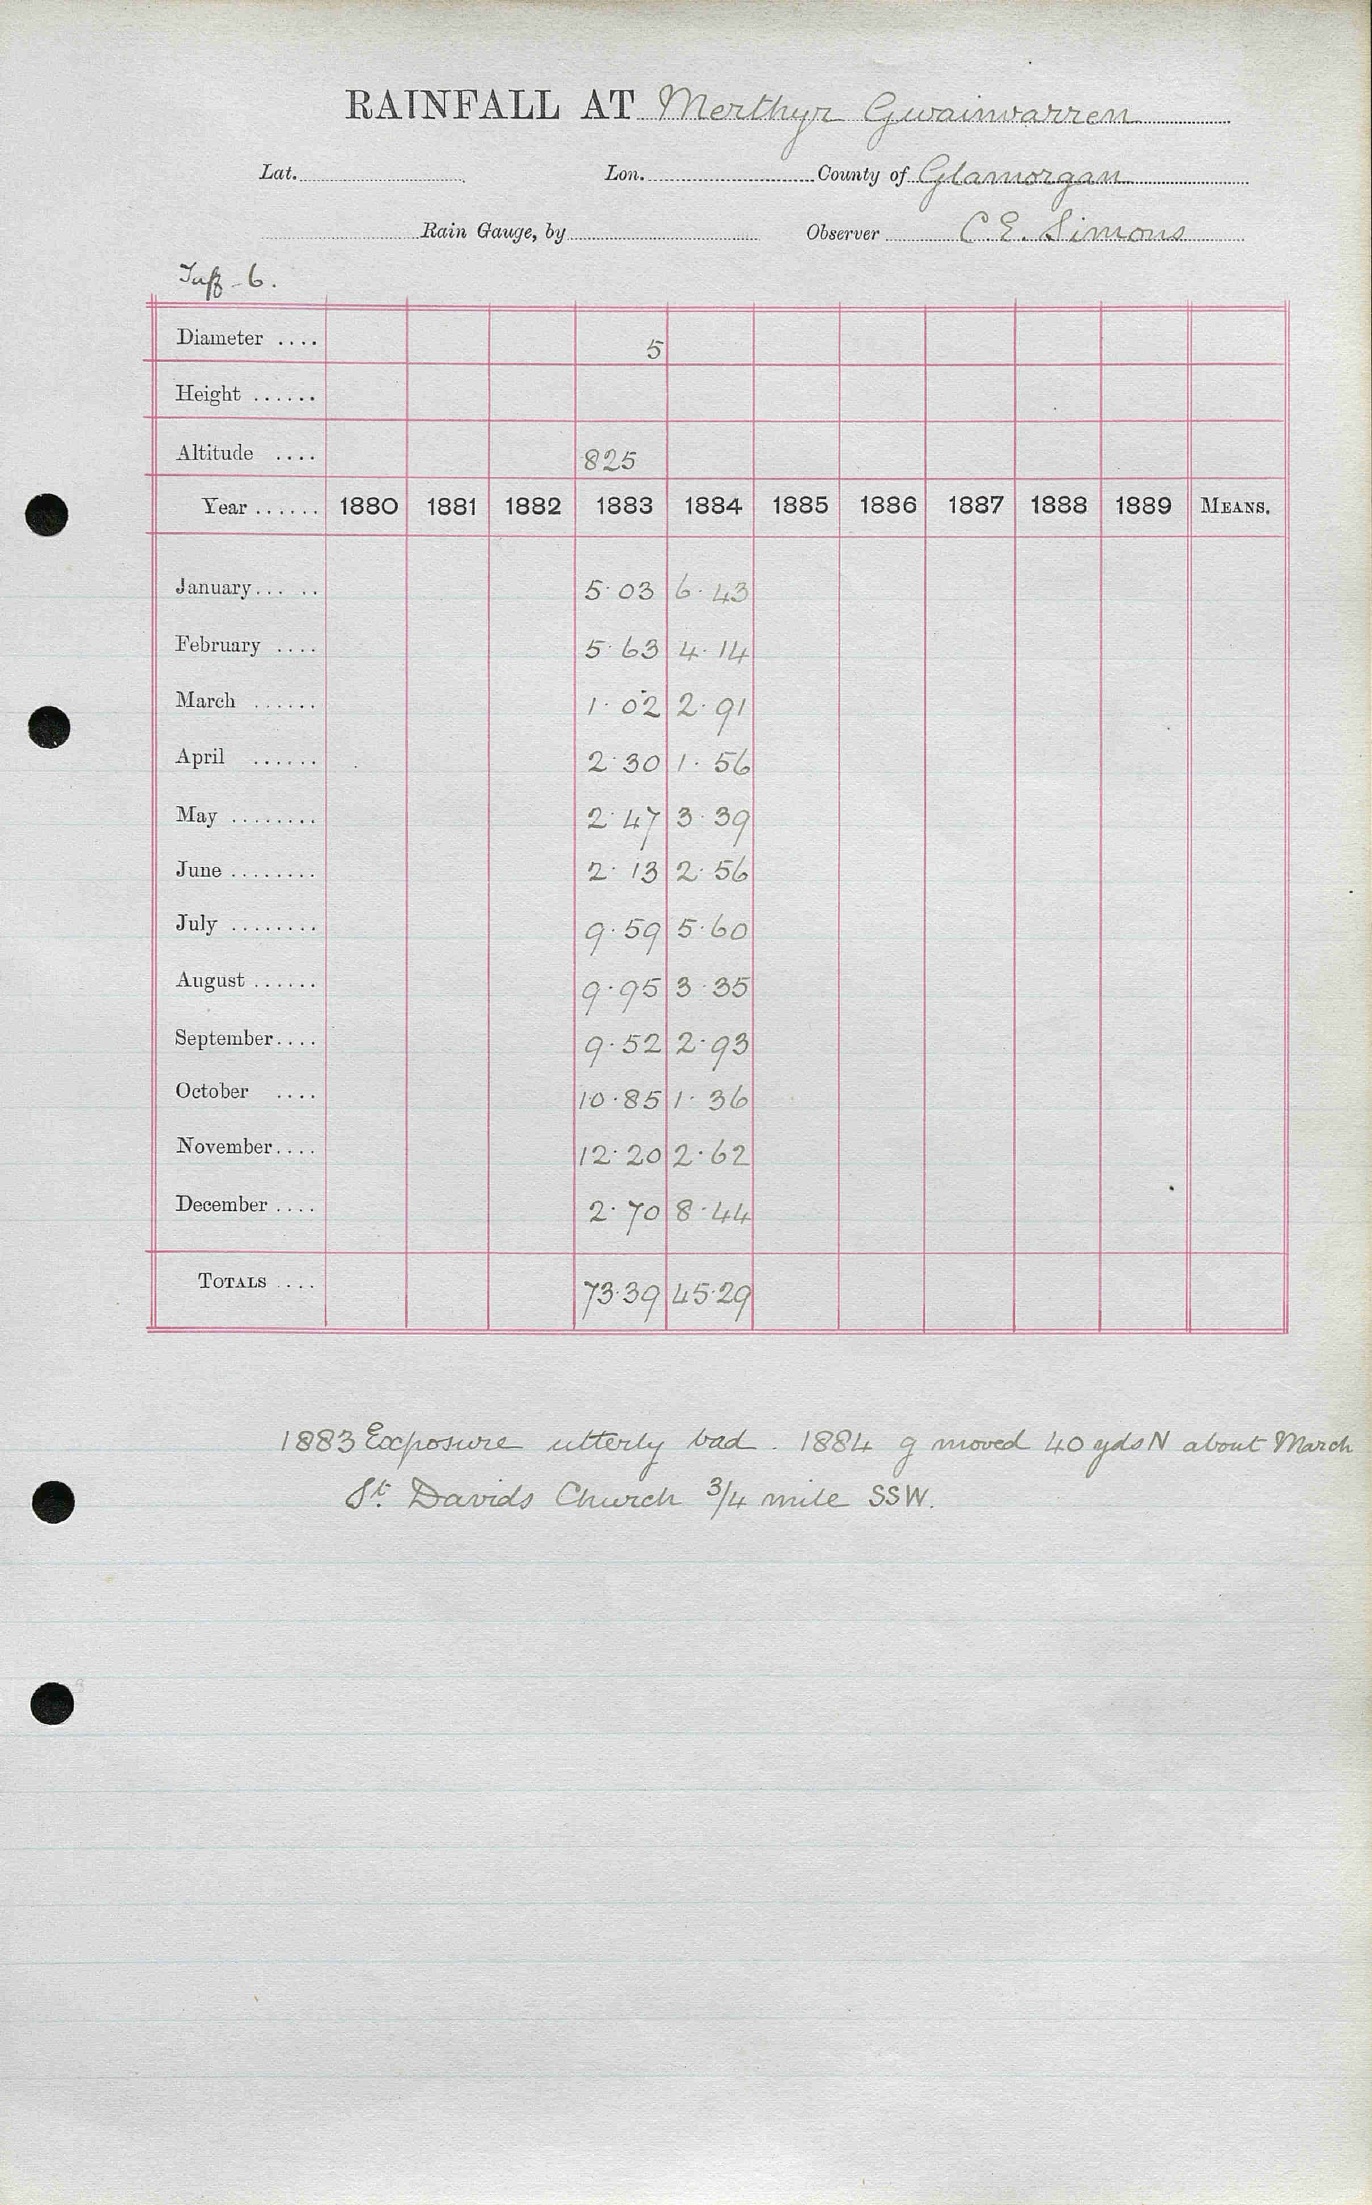 RAINFALL AT Merthyr Gwainwarren
Lat. Lon. County of Glamorgan
Rain Gauge, by Observer C.E. Simons
Taff 6.
Diameter .... 5
Height ......
Altitude .... 825
Year ...... 1880 1881 1882 1883 1884 1885 1886 1887 1888 1889 MEANS.
January... .. 5.03 6.43
February .... 5.63 4.14
March ...... 1.02 2.91
April ...... 2.30 1.56
May ........ 2.47 3.39
June ........ 2.13 2.56
July ........ 9.59 5.60
August ...... 9.95 3.35
September.... 9.52 2.93
October .... 10.85 1.36
November.... 12.20 2.62
December .... 2.70 8.44
TOTALS .... 73.39 45.29
1883 Exposure utterly bad. 1884 g moved 40 yds N about March
St. Davids Church 3/4 mile SSW.